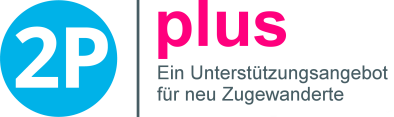 2P
plus
Ein Unterstützungsangebot
für neu Zugewanderte